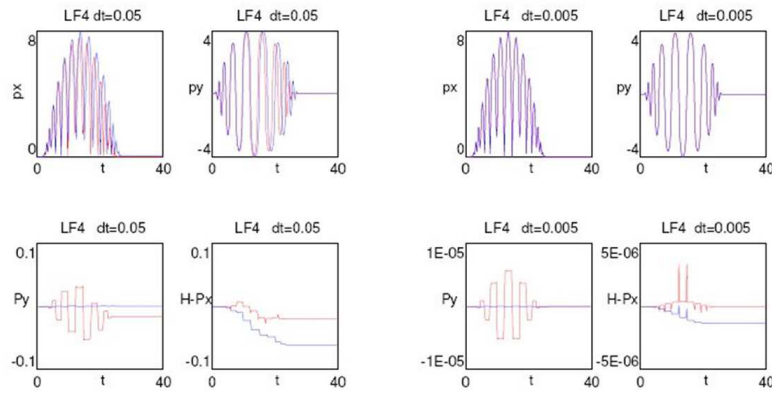 LF4 dt=0.05
8
px
0
0 t 40
LF4 dt=0.05
4
py
-4
0 t 40
LF4 dt=0.005
8
px
0
0 t 40
LF4 dt=0.005
4
py
-4
0 t 40
LF4 dt=0.05
0.1
Py
-0.1
0 t 40
LF4 dt=0.05
0.1
H-Px
-0.1
0 t 40
LF4 dt=0.005
1E-05
Py
-1E-05
0 t 40
LF4 dt=0.005
5E-06
H-Px
-5E-06
0 t 40